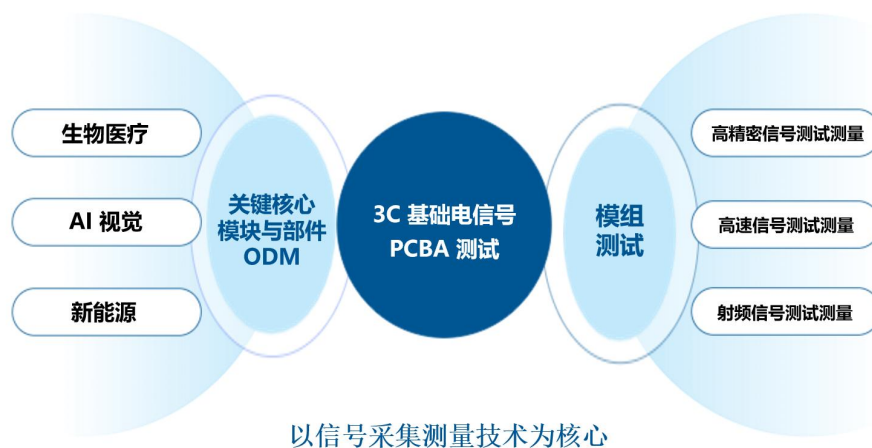 生物医疗
AI 视觉
新能源
关键核心
模块与部件
ODM
3C 基础电信号
PCBA 测试
模组
测试
高精密信号测试测量
高速信号测试测量
射频信号测试测量
以信号采集测量技术为核心